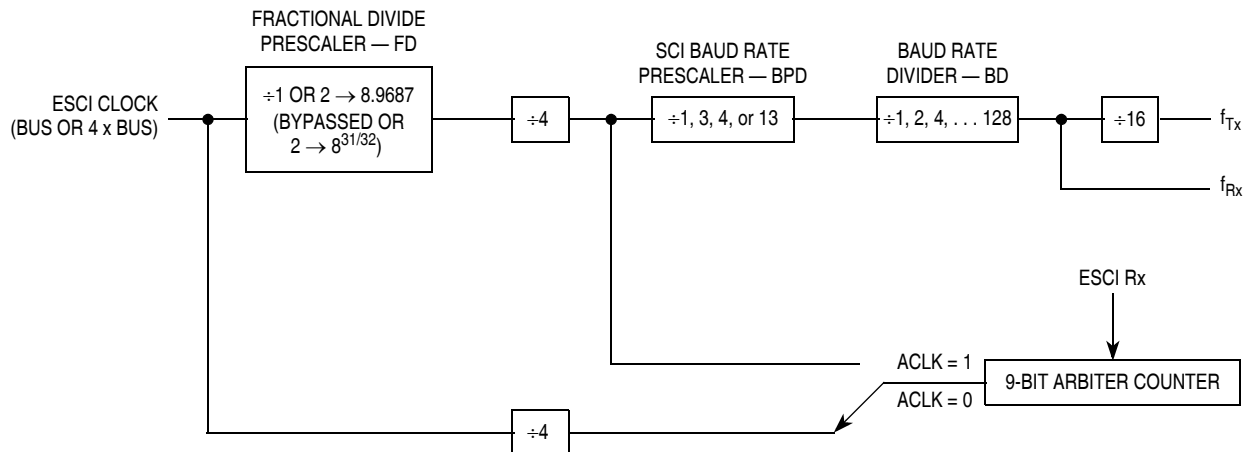 FRACTIONAL DIVIDE
PRESCALER — FD
÷1 OR 2 → 8.9687
(BYPASSED OR
2 → 8^31/32)
ESCI CLOCK
(BUS OR 4 x BUS)
÷4
SCI BAUD RATE
PRESCALER — BPD
÷1, 3, 4, or 13
BAUD RATE
DIVIDER — BD
÷1, 2, 4, . . . 128
÷16
fTx
fRx
ESCI Rx
ACLK = 1
ACLK = 0
9-BIT ARBITER COUNTER
÷4